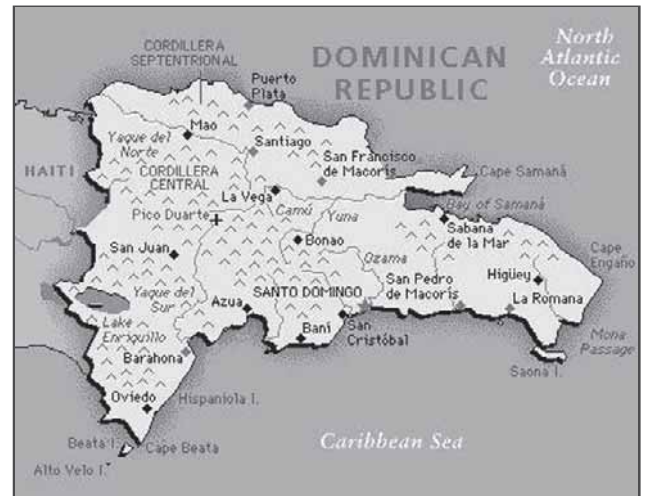 North
Atlantic
Ocean
DOMINICAN
REPUBLIC
CORDILLERA
SEPTENTRIONAL
Puerto
Plata
Mao
Yaque del
Norte
Santiago
San Francisco
de Macorís
HAITI
CORDILLERA
CENTRAL
Cape Samaná
La Vega
Bay of Samaná
Pico Duarte
Camú
Yuna
Sabana
de la Mar
Bonao
San Juan
Ozama
Cape
Engaño
Higüey
San Pedro
de Macorís
Yaque del
Sur
Azua
SANTO DOMINGO
La Romana
Lake
Enriquillo
Baní
San
Cristóbal
Mona
Passage
Barahona
Saona I.
Oviedo
Hispaniola I.
Beata I.
Cape Beata
Caribbean Sea
Alto Velo I.